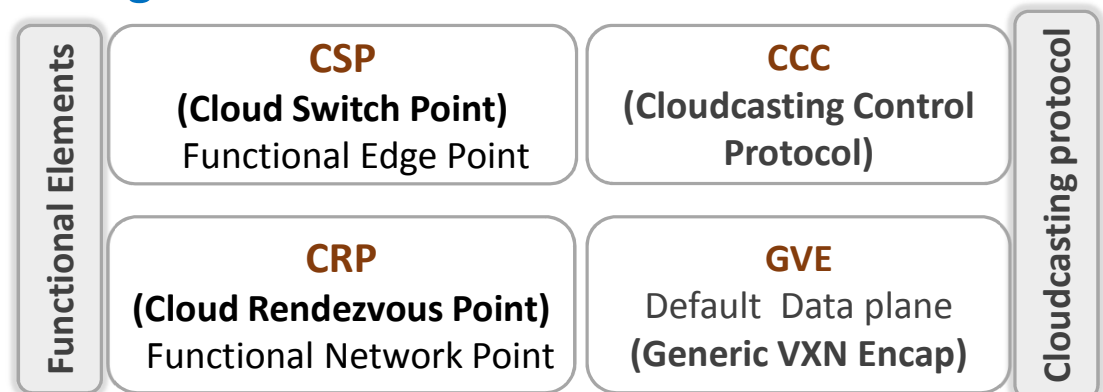 Functional Elements
CSP
(Cloud Switch Point)
Functional Edge Point
CCC
(Cloudcasting Control
Protocol)
CRP
(Cloud Rendezvous Point)
Functional Network Point
GVE
Default Data plane
(Generic VXN Encap)
Cloudcasting protocol